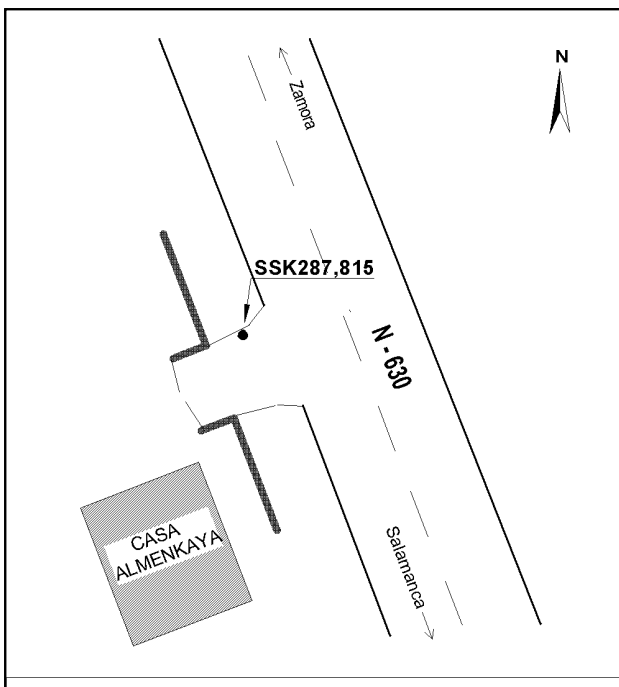 N
Zamora
SSK287,815
N - 630
CASA
ALMENKAYA
Salamanca